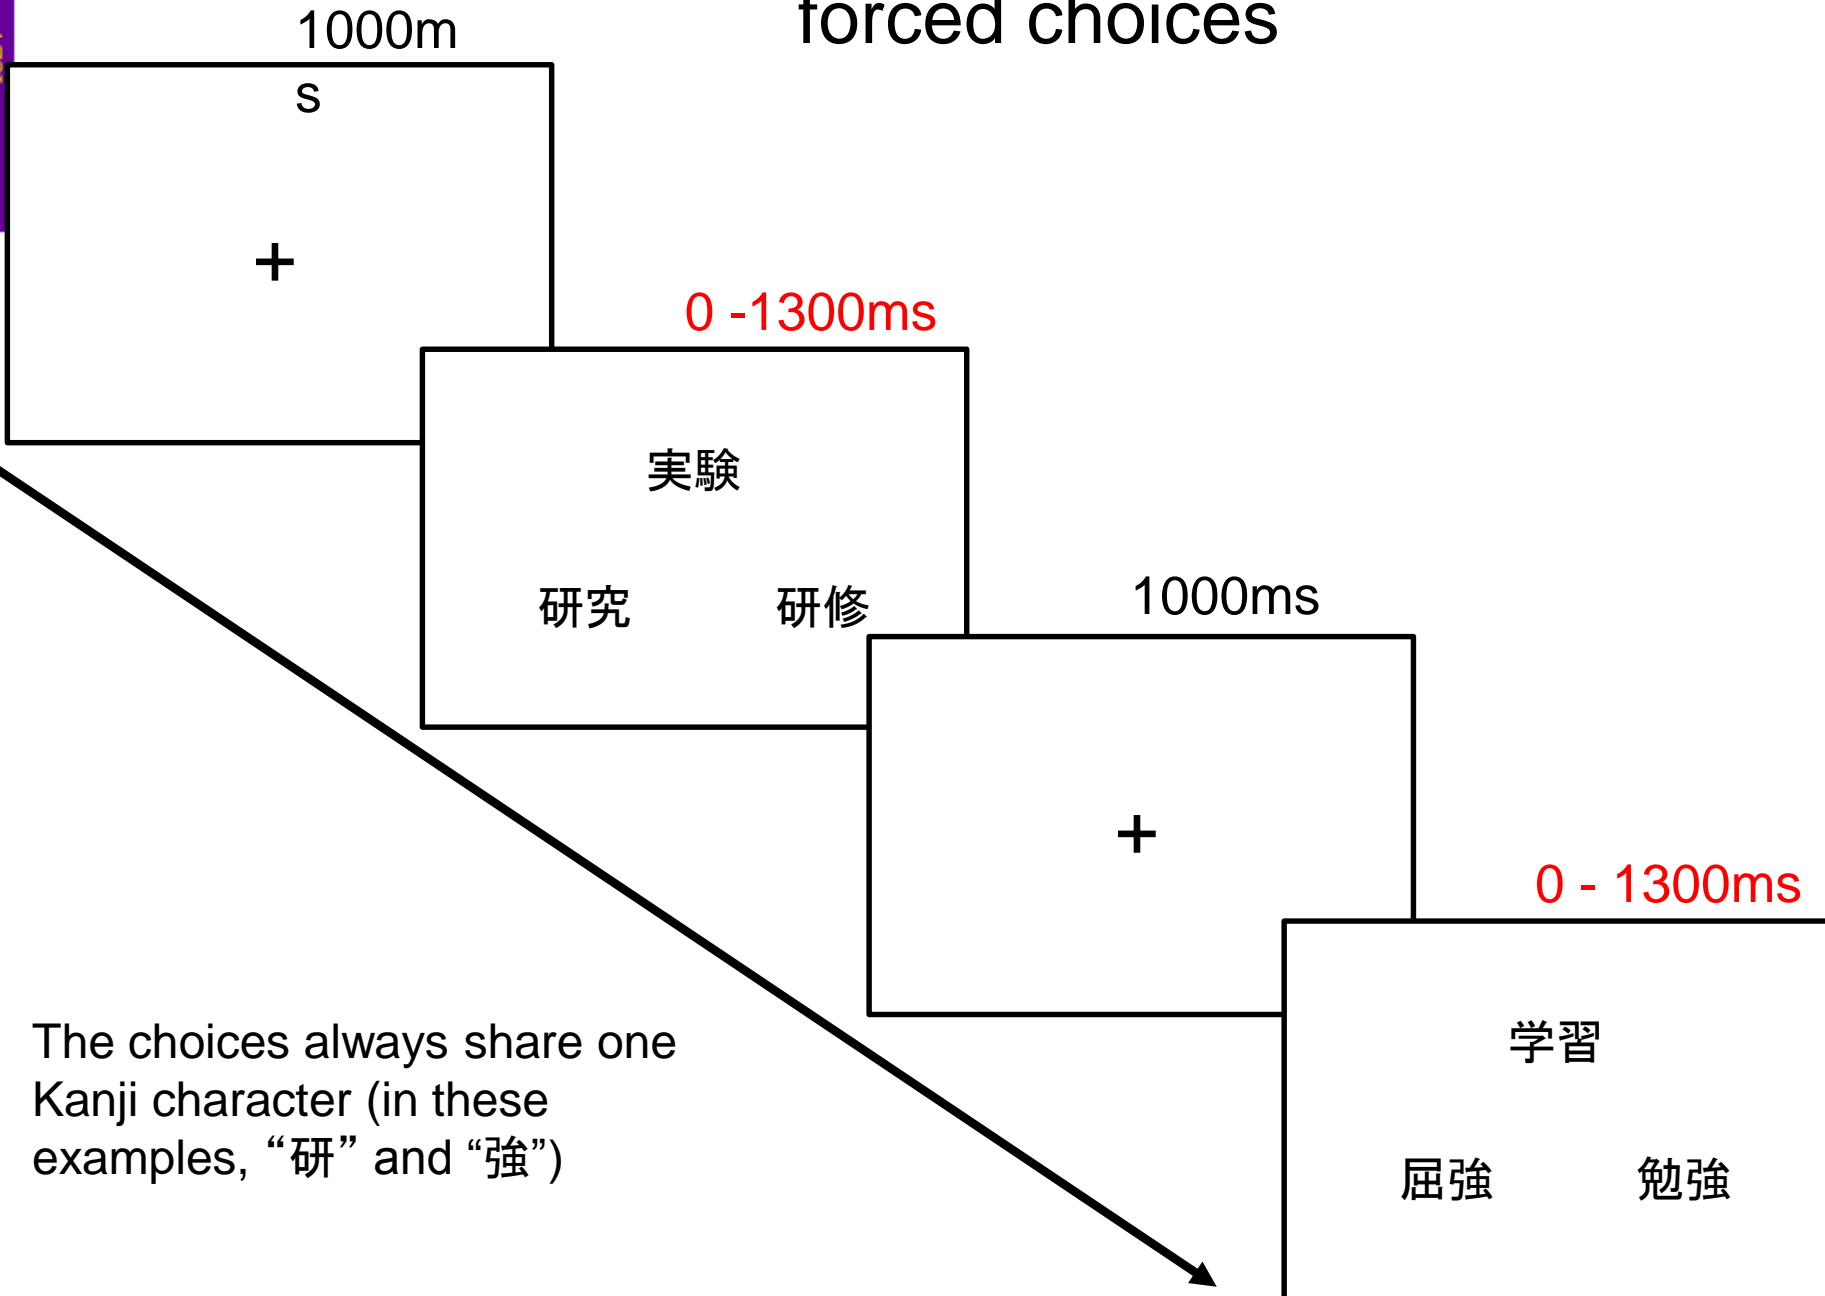 forced choices
1000m
s
+
0 -1300ms
実験
研究 研修
1000ms
+
0 - 1300ms
学習
屈強 勉強
The choices always share one
Kanji character (in these
examples, “研” and “強”)